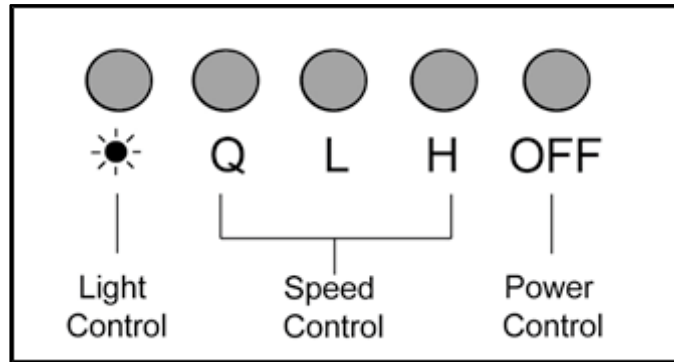 Q L H OFF
Light Control
Speed Control
Power Control